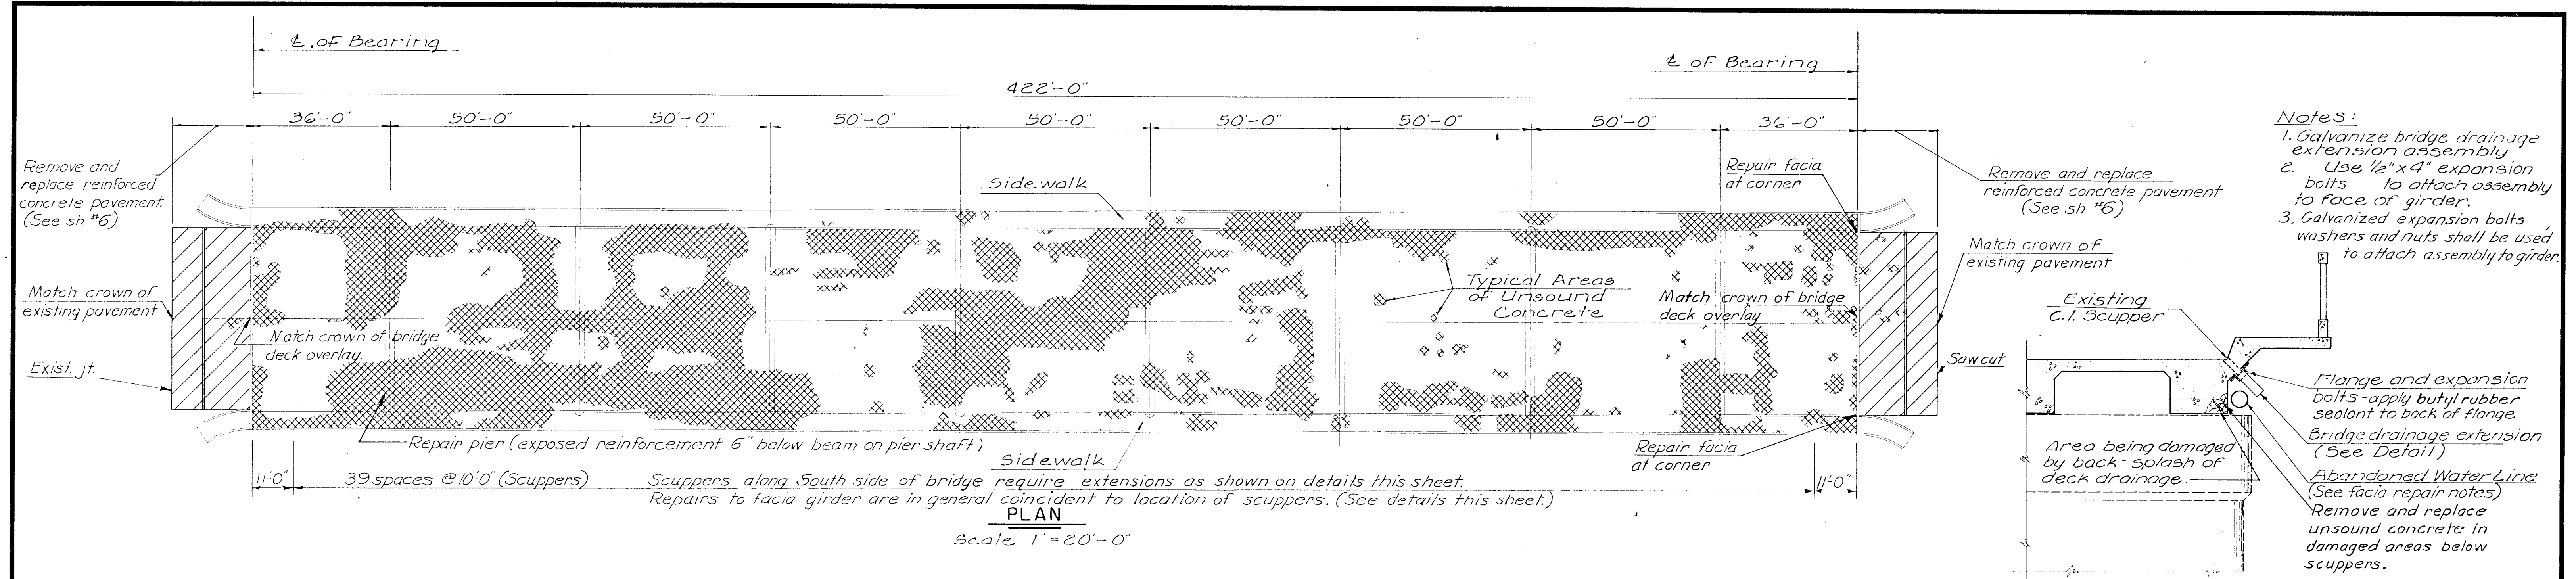 ℄ of Bearing
℄ of Bearing
422'-0"
36'-0" 50'-0" 50'-0" 50'-0" 50'-0" 50'-0" 50'-0" 50'-0" 36'-0"
Remove and
replace reinforced
concrete pavement.
(See sh #6)
Sidewalk
Repair facia
at corner
Remove and replace
reinforced concrete pavement
(See sh. #6)
Match crown of
existing pavement
Match crown of
existing pavement
Match crown of bridge
deck overlay.
Typical Areas
of Unsound
Concrete
Match crown of bridge
deck overlay
Exist. jt.
Saw cut
Repair pier (exposed reinforcement 6" below beam on pier shaft)
Sidewalk
Repair facia
at corner
11'-0" 39 spaces @ 10'-0" (Scuppers) Scuppers along South side of bridge require extensions as shown on details this sheet. 11'-0"
Repairs to facia girder are in general coincident to location of scuppers. (See details this sheet.)
PLAN
Scale 1" = 20'-0"
Notes:
1. Galvanize bridge drainage
extension assembly
2. Use 1/2" x 4" expansion
bolts to attach assembly
to face of girder.
3. Galvanized expansion bolts,
washers and nuts shall be used
to attach assembly to girder.
Existing
C.I. Scupper
Flange and expansion
bolts - apply butyl rubber
sealant to back of flange
Bridge drainage extension
(See Detail)
Area being damaged
by back-splash of
deck drainage.
Abandoned Water Line
(See facia repair notes)
Remove and replace
unsound concrete in
damaged areas below
scuppers.